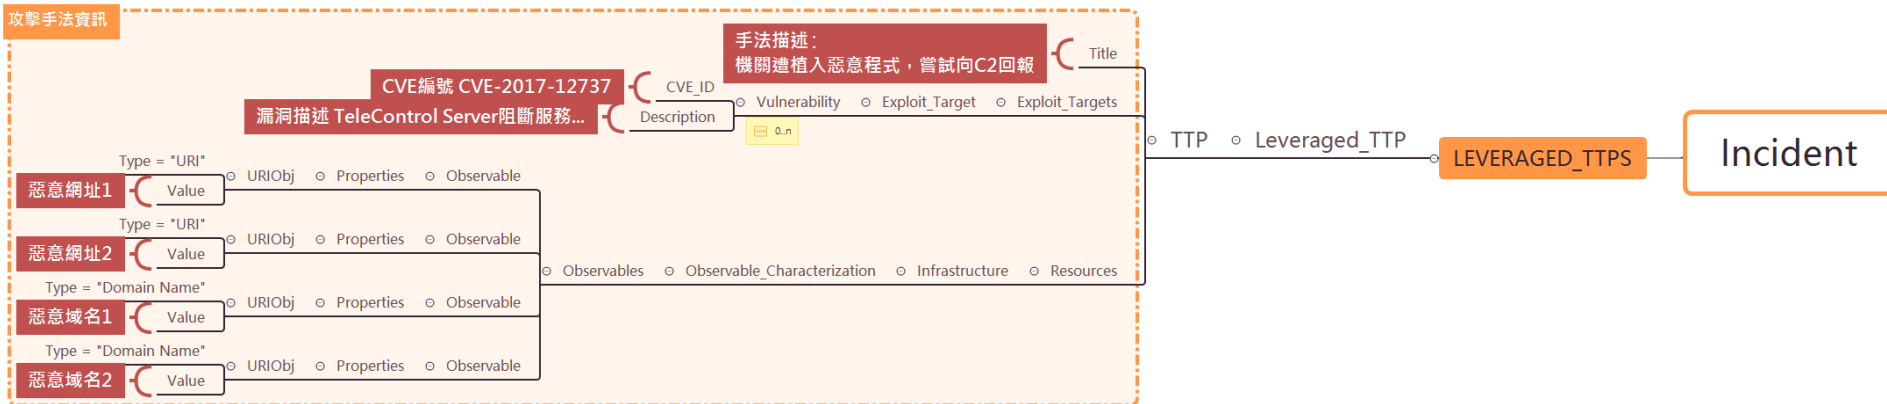 攻擊手法資訊
手法描述：
機關遭植入惡意程式，嘗試向C2回報
Title
CVE編號 CVE-2017-12737
CVE_ID
漏洞描述 TeleControl Server阻斷服務...
Description
Vulnerability
Exploit_Target
Exploit_Targets
0..n
TTP
Leveraged_TTP
LEVERAGED_TTPS
Incident
Type = "URI"
惡意網址1
Value
URIObj
Properties
Observable
Type = "URI"
惡意網址2
Value
URIObj
Properties
Observable
Observables
Observable_Characterization
Infrastructure
Resources
Type = "Domain Name"
惡意域名1
Value
URIObj
Properties
Observable
Type = "Domain Name"
惡意域名2
Value
URIObj
Properties
Observable